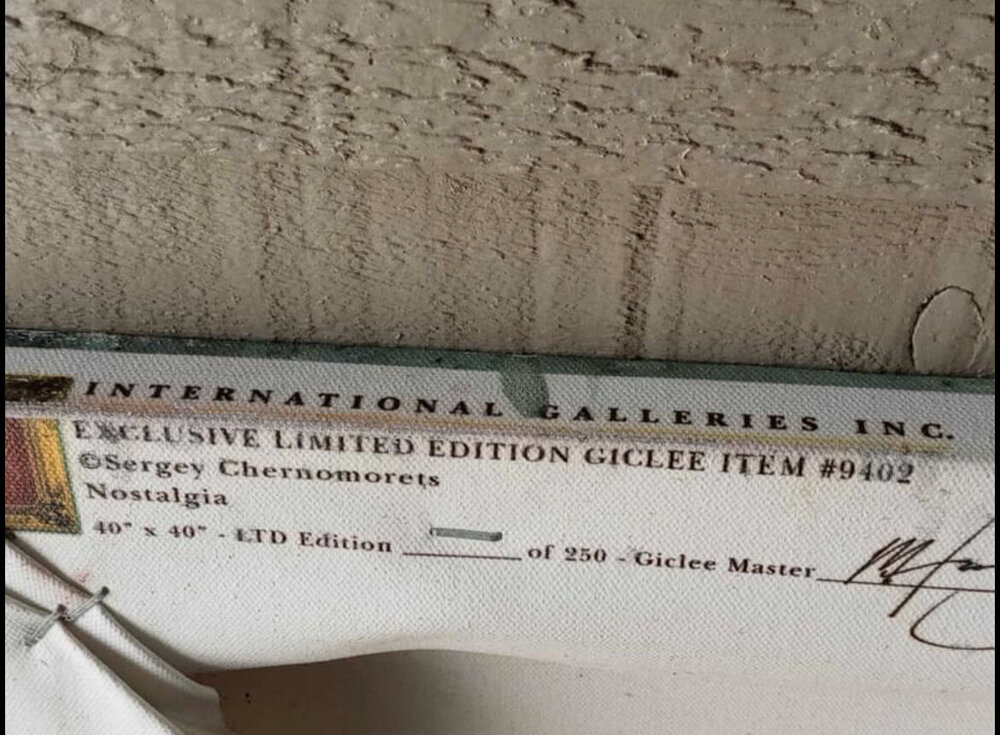 INTERNATIONAL GALLERIES INC.
EXCLUSIVE LIMITED EDITION GICLEE ITEM #9402
©Sergey Chernomorets
Nostalgia
40" x 40" - LTD Edition ________ of 250 - Giclee Master